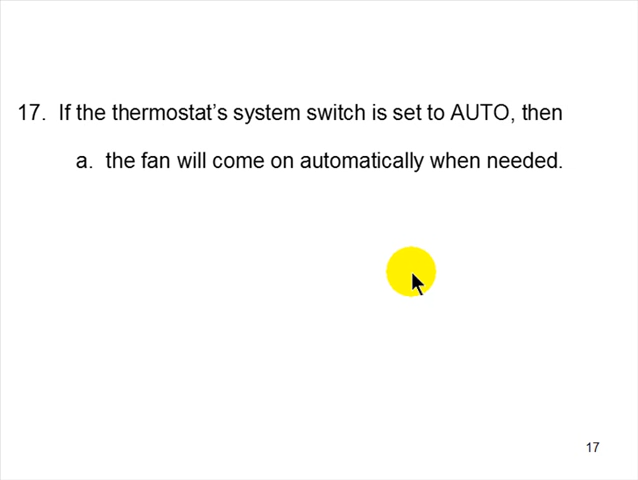 17. If the thermostat's system switch is set to AUTO, then
a. the fan will come on automatically when needed.
17